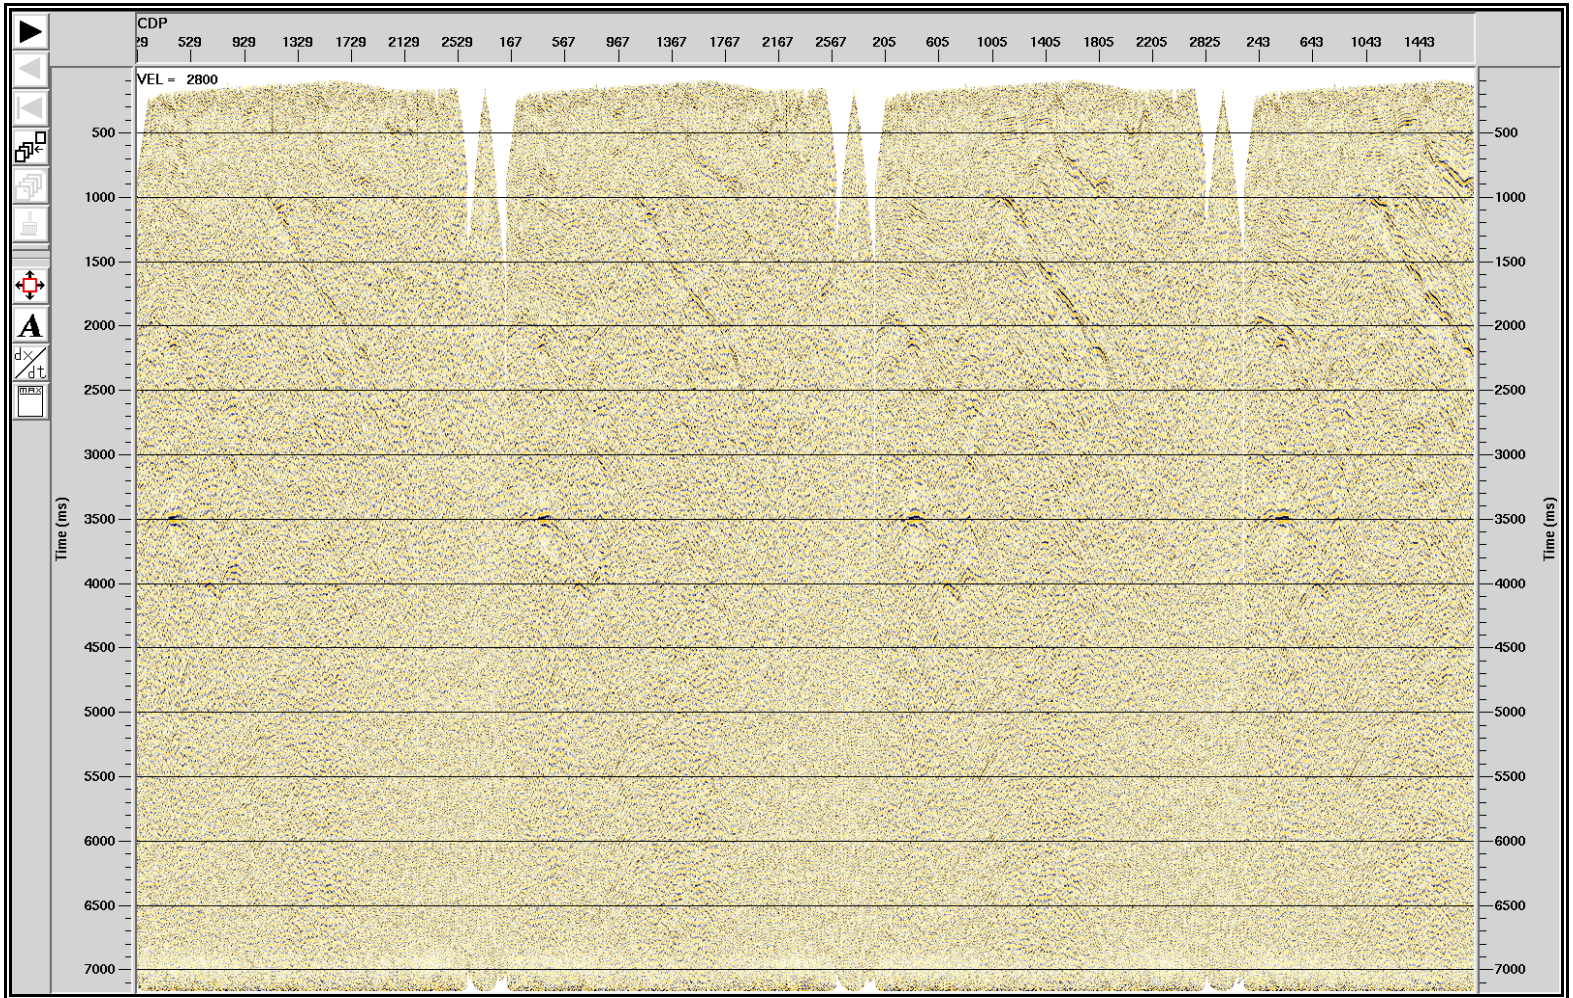 CDP
29 529 929 1329 1729 2129 2529 167 567 967 1367 1767 2167 2567 205 605 1005 1405 1805 2205 2825 243 643 1043 1443
VEL = 2800
500 500
1000 1000
1500 1500
A 2000 2000
dx/dt
max 2500 2500
3000 3000
3500 3500
Time (ms) Time (ms)
4000 4000
4500 4500
5000 5000
5500 5500
6000 6000
6500 6500
7000 7000